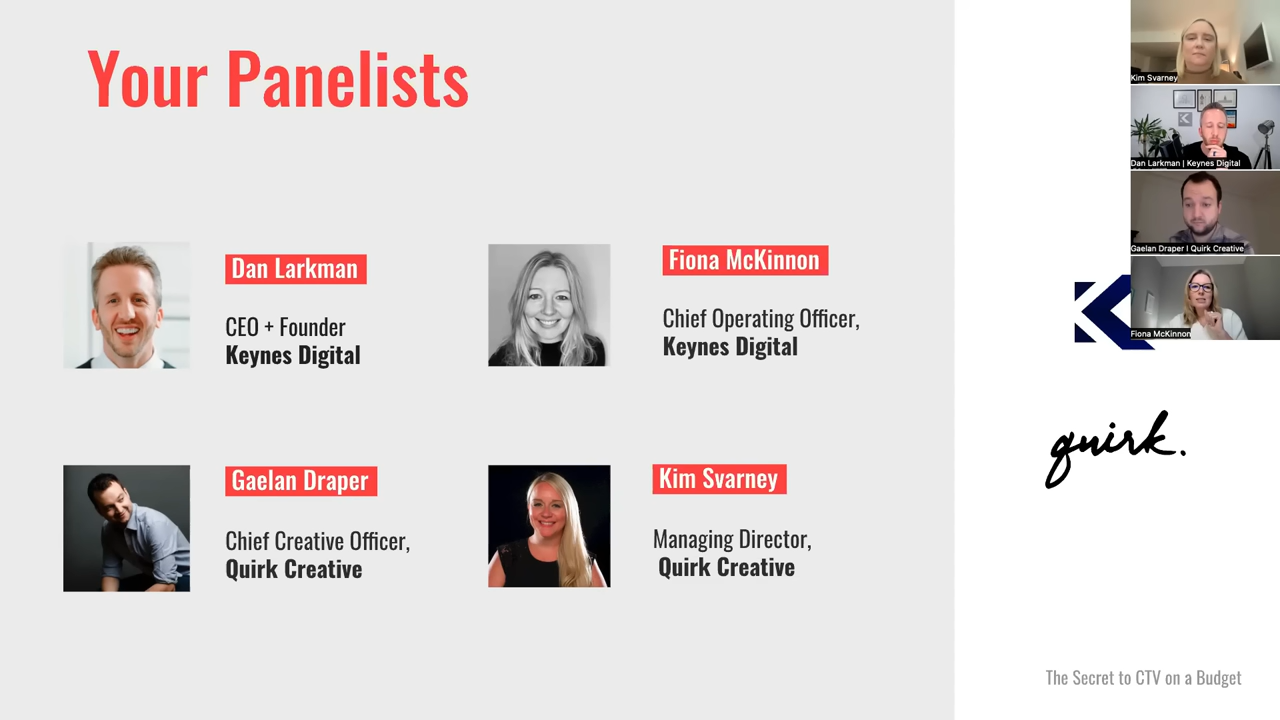 Your Panelists
Dan Larkman
CEO + Founder
Keynes Digital
Fiona McKinnon
Chief Operating Officer,
Keynes Digital
Gaelan Draper
Chief Creative Officer,
Quirk Creative
Kim Svarney
Managing Director,
Quirk Creative
Kim Svarney
Dan Larkman | Keynes Digital
Gaelan Draper | Quirk Creative
Fiona McKinnon
K
quirk.
The Secret to CTV on a Budget